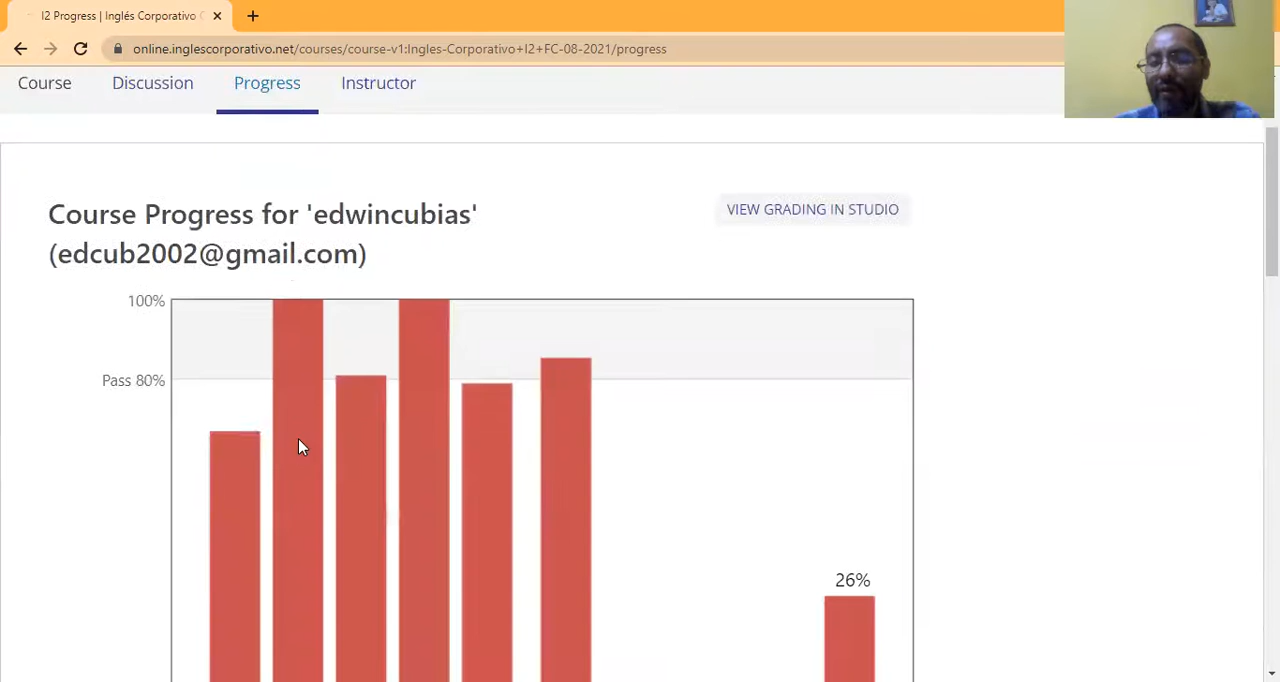 I2 Progress | Inglés Corporativo
online.inglescorporativo.net/courses/course-v1:Ingles-Corporativo+I2+FC-08-2021/progress
Course Discussion Progress Instructor
Course Progress for 'edwincubias'
(edcub2002@gmail.com)
VIEW GRADING IN STUDIO
100%
Pass 80%
26%